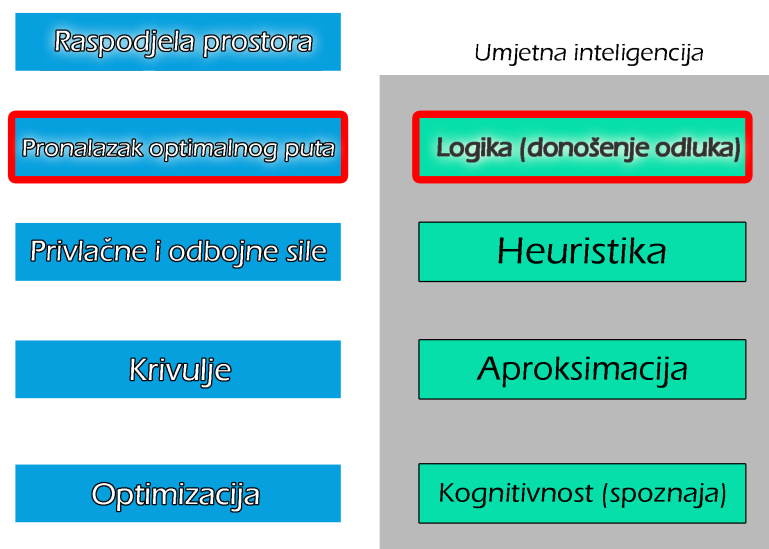 Raspodjela prostora
Umjetna inteligencija
Pronalazak optimalnog puta
Logika (donošenje odluka)
Privlačne i odbojne sile
Heuristika
Krivulje
Aproksimacija
Optimizacija
Kognitivnost (spoznaja)